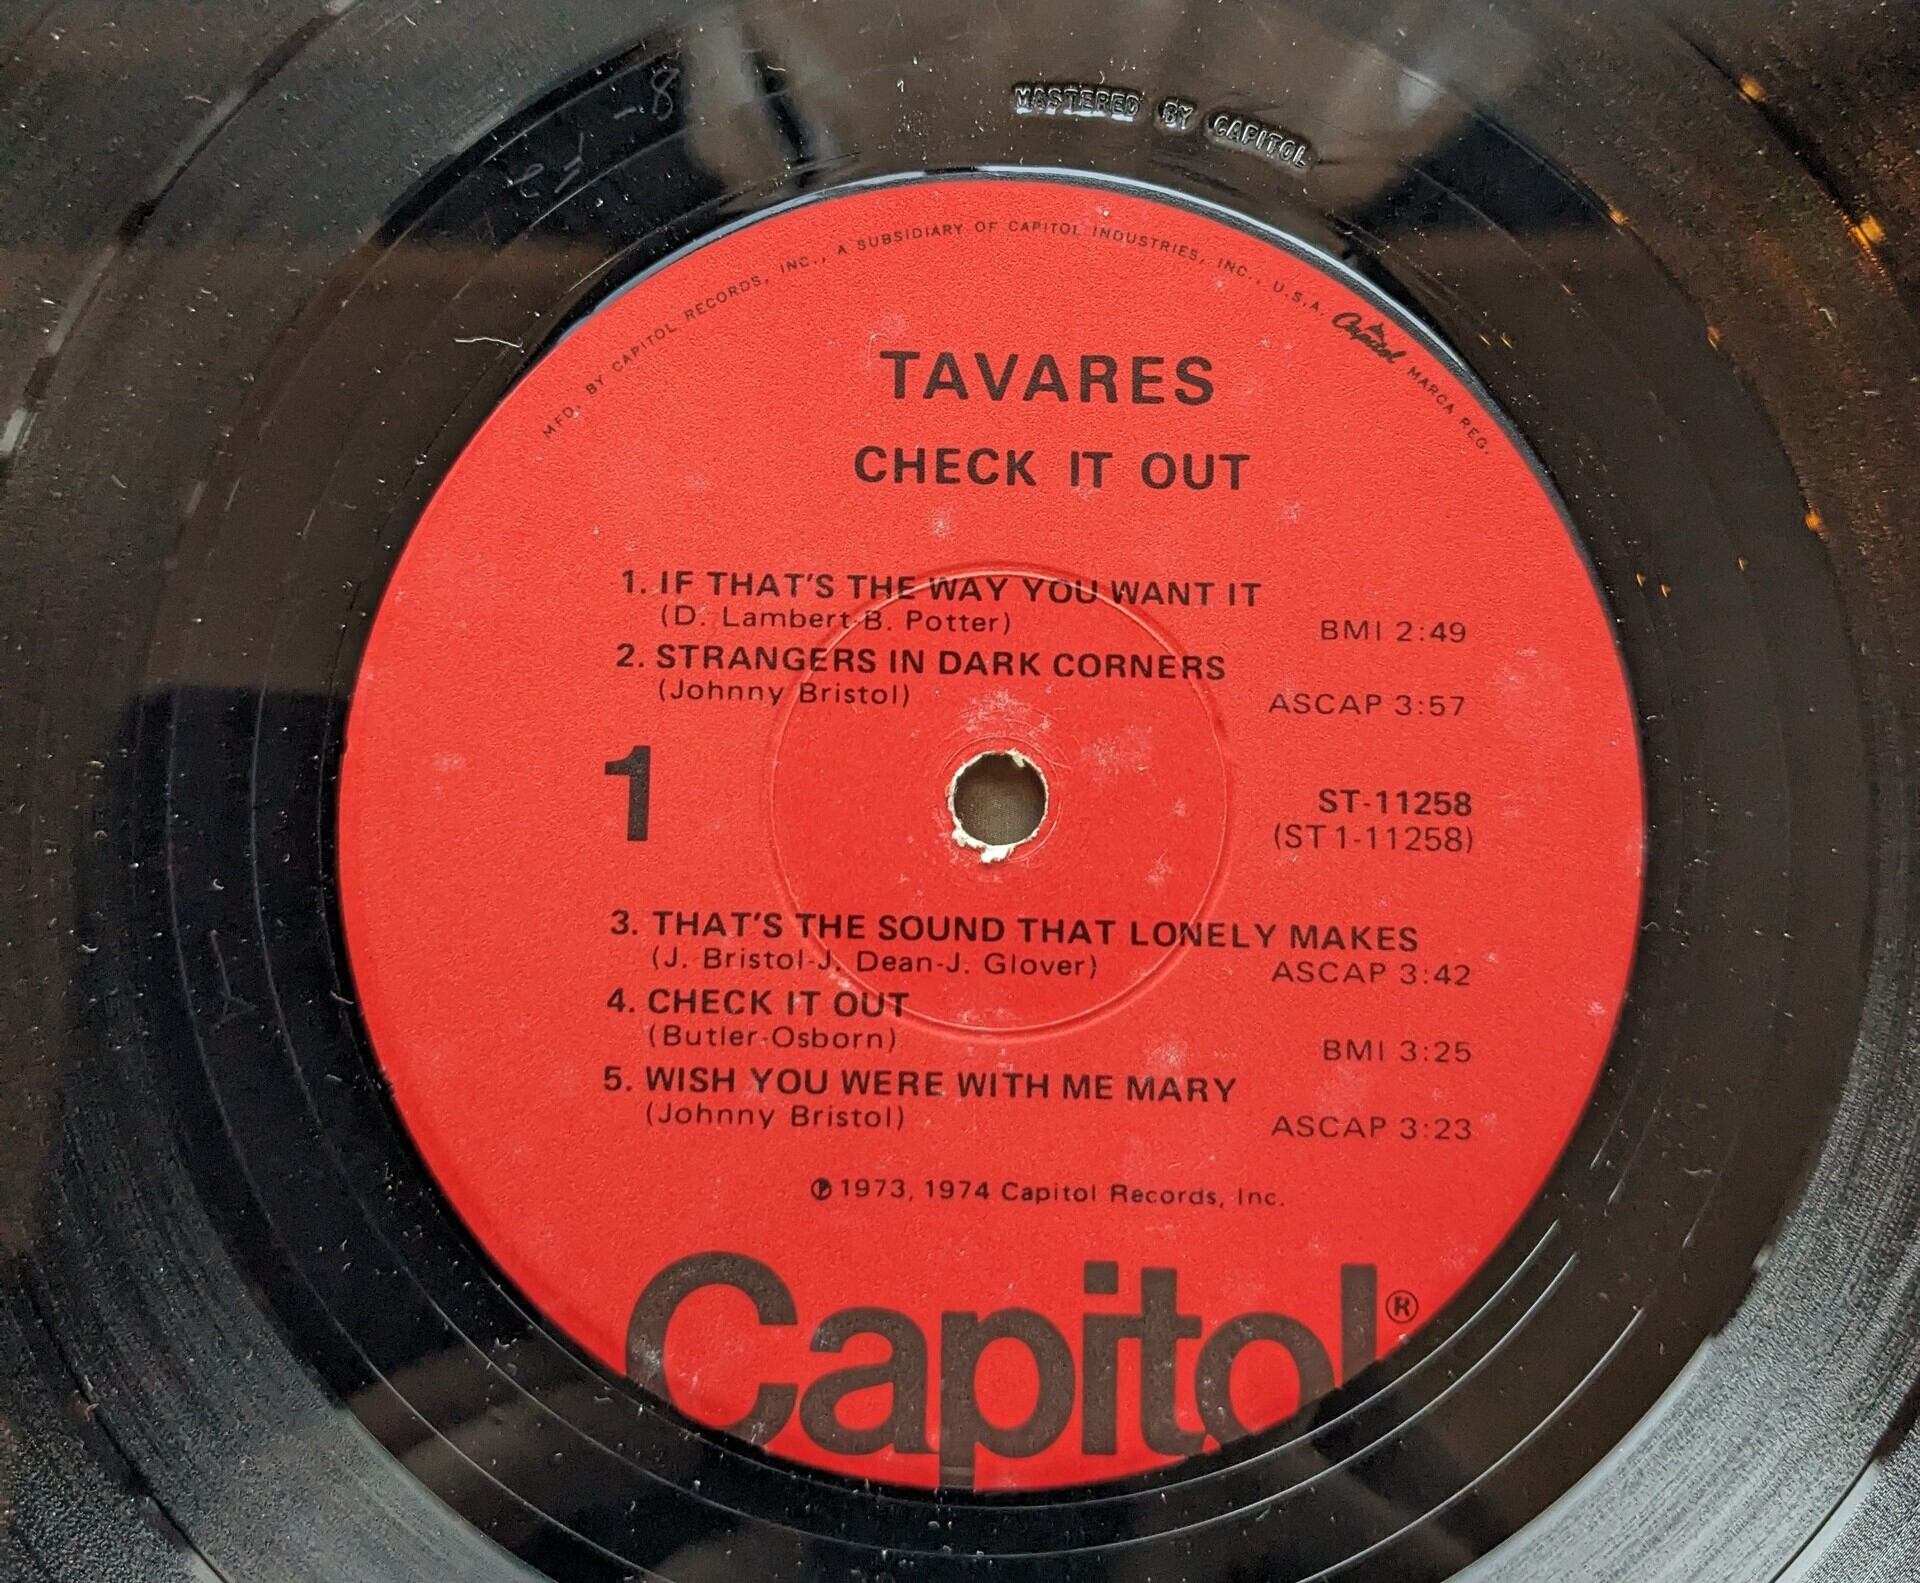 MASTERED BY CAPITOL
MFD. BY CAPITOL RECORDS, INC., A SUBSIDIARY OF CAPITOL INDUSTRIES, INC., U.S.A. Capitol MARCA REG.
TAVARES
CHECK IT OUT
1. IF THAT'S THE WAY YOU WANT IT
(D. Lambert-B. Potter) BMI 2:49
2. STRANGERS IN DARK CORNERS
(Johnny Bristol) ASCAP 3:57
1
ST-11258
(ST1-11258)
3. THAT'S THE SOUND THAT LONELY MAKES
(J. Bristol-J. Dean-J. Glover) ASCAP 3:42
4. CHECK IT OUT
(Butler-Osborn) BMI 3:25
5. WISH YOU WERE WITH ME MARY
(Johnny Bristol) ASCAP 3:23
℗ 1973, 1974 Capitol Records, Inc.
Capitol®